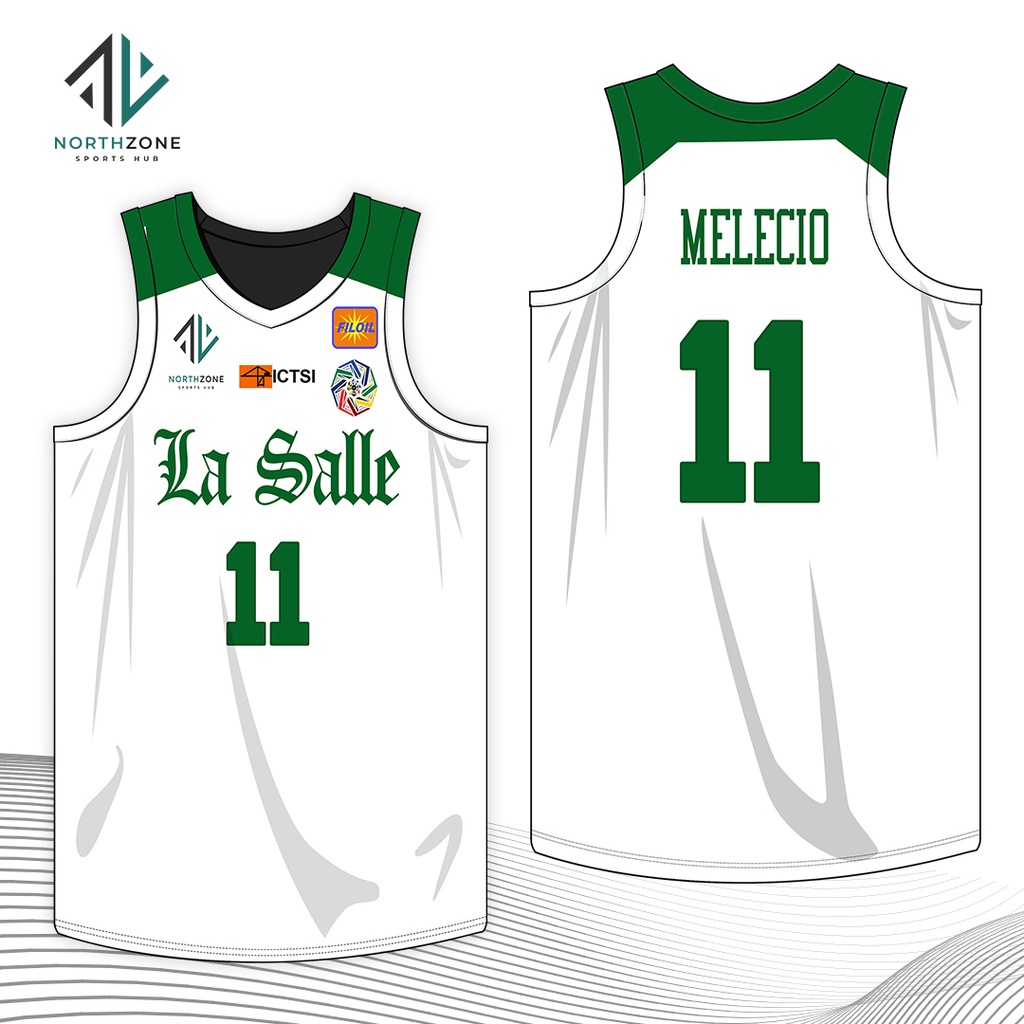 NORTHZONE
SPORTS HUB
MELECIO
11
FILOIL
NORTHZONE
SPORTS HUB
ICTSI
La Salle
11